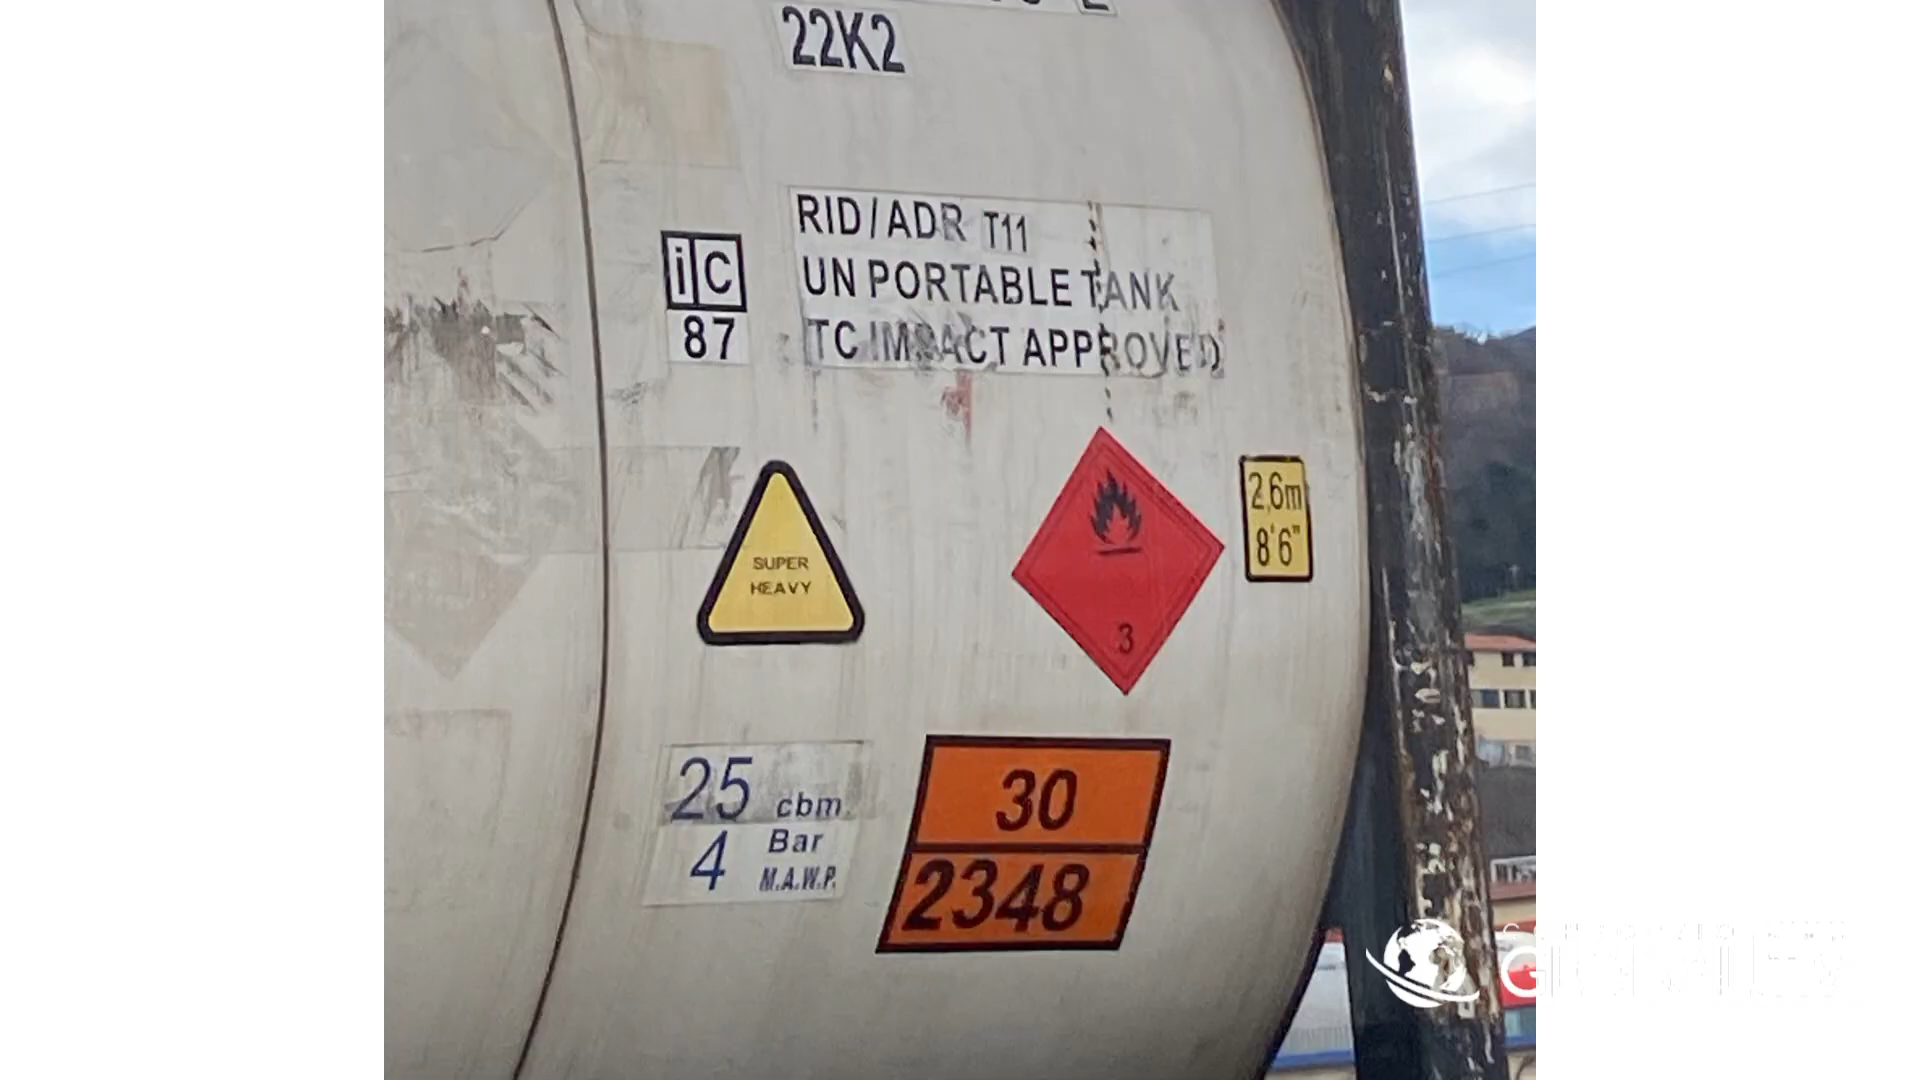 22K2
RID/ADR T11
UN PORTABLE TANK
TC IMPACT APPROVED
iC
87
SUPER
HEAVY
3
2,6m
8'6"
25 cbm.
4 Bar
M.A.W.P.
30
2348